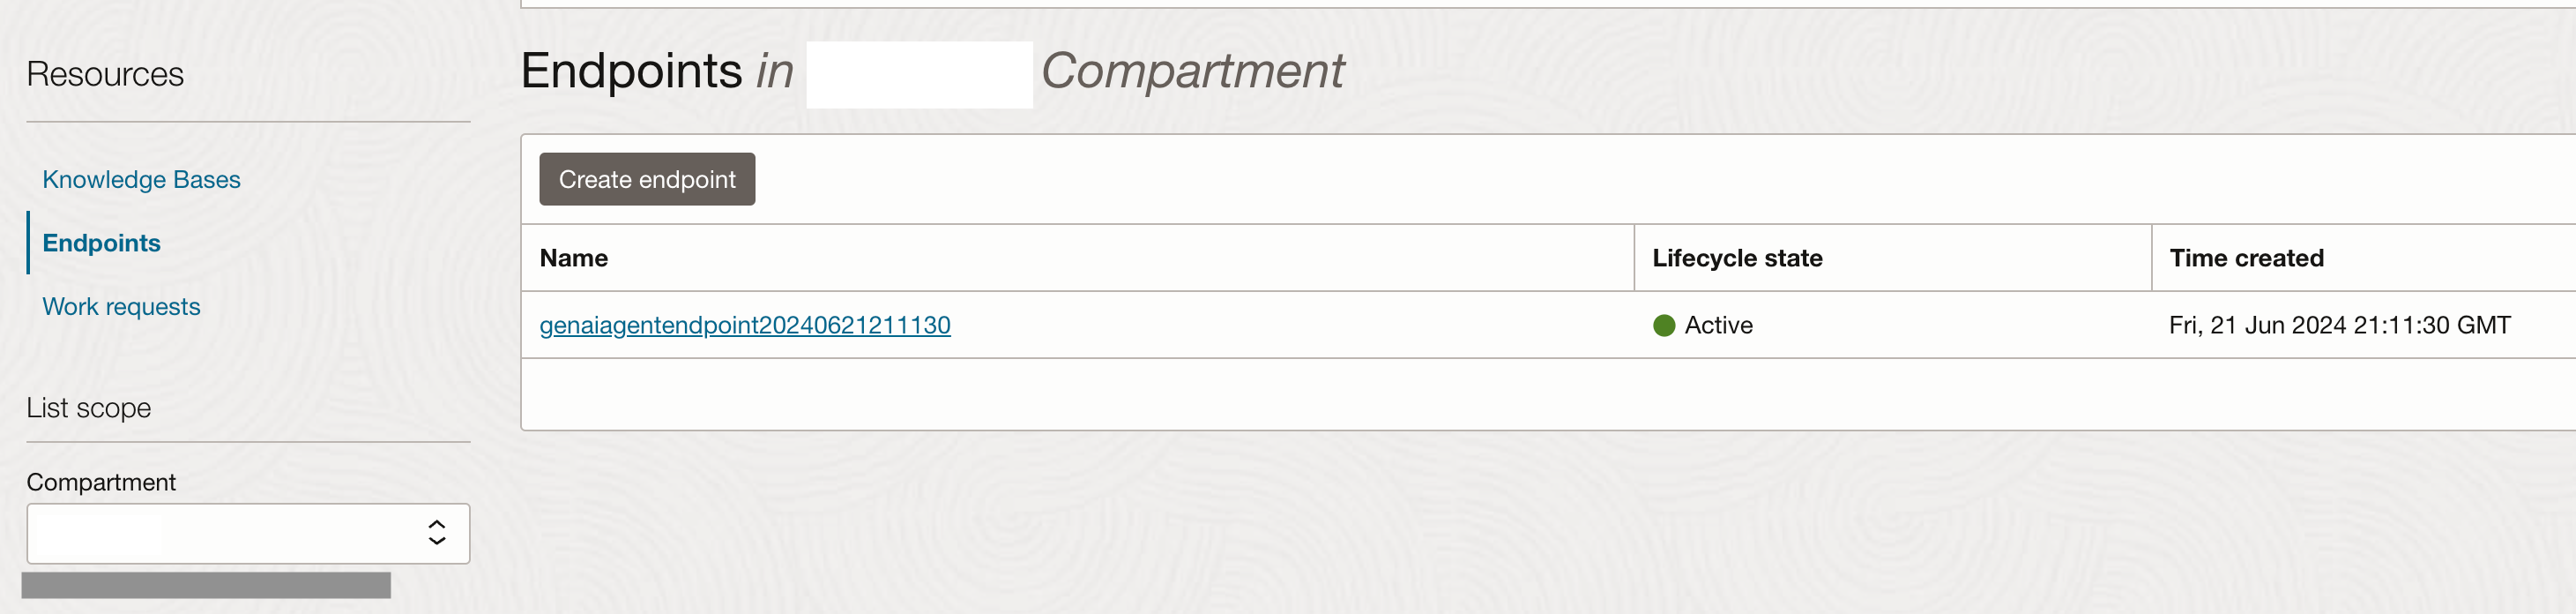 Resources
Knowledge Bases
Endpoints
Work requests
List scope
Compartment
Endpoints in Compartment
Create endpoint
Name Lifecycle state Time created
genaiagentendpoint20240621211130 Active Fri, 21 Jun 2024 21:11:30 GMT